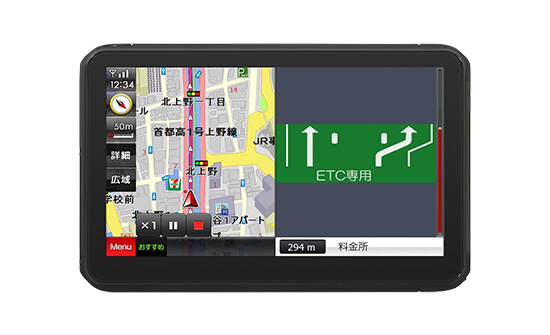 12:34
50m
詳細
広域
学校前
Menu
おすすめ
14
北上野一丁目
首都高1号上野線
JR
7
北上野
谷1アパート
×1
ETC専用
294 m
料金所